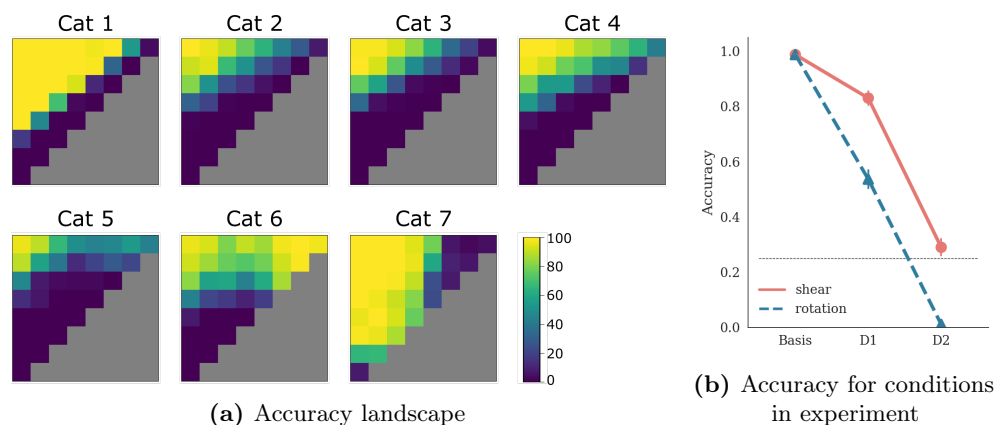 Cat 1
Cat 2
Cat 3
Cat 4
Cat 5
Cat 6
Cat 7
100
80
60
40
20
0
(a) Accuracy landscape
Accuracy
1.0
0.8
0.6
0.4
0.2
0.0
shear
rotation
Basis D1 D2
(b) Accuracy for conditions
in experiment